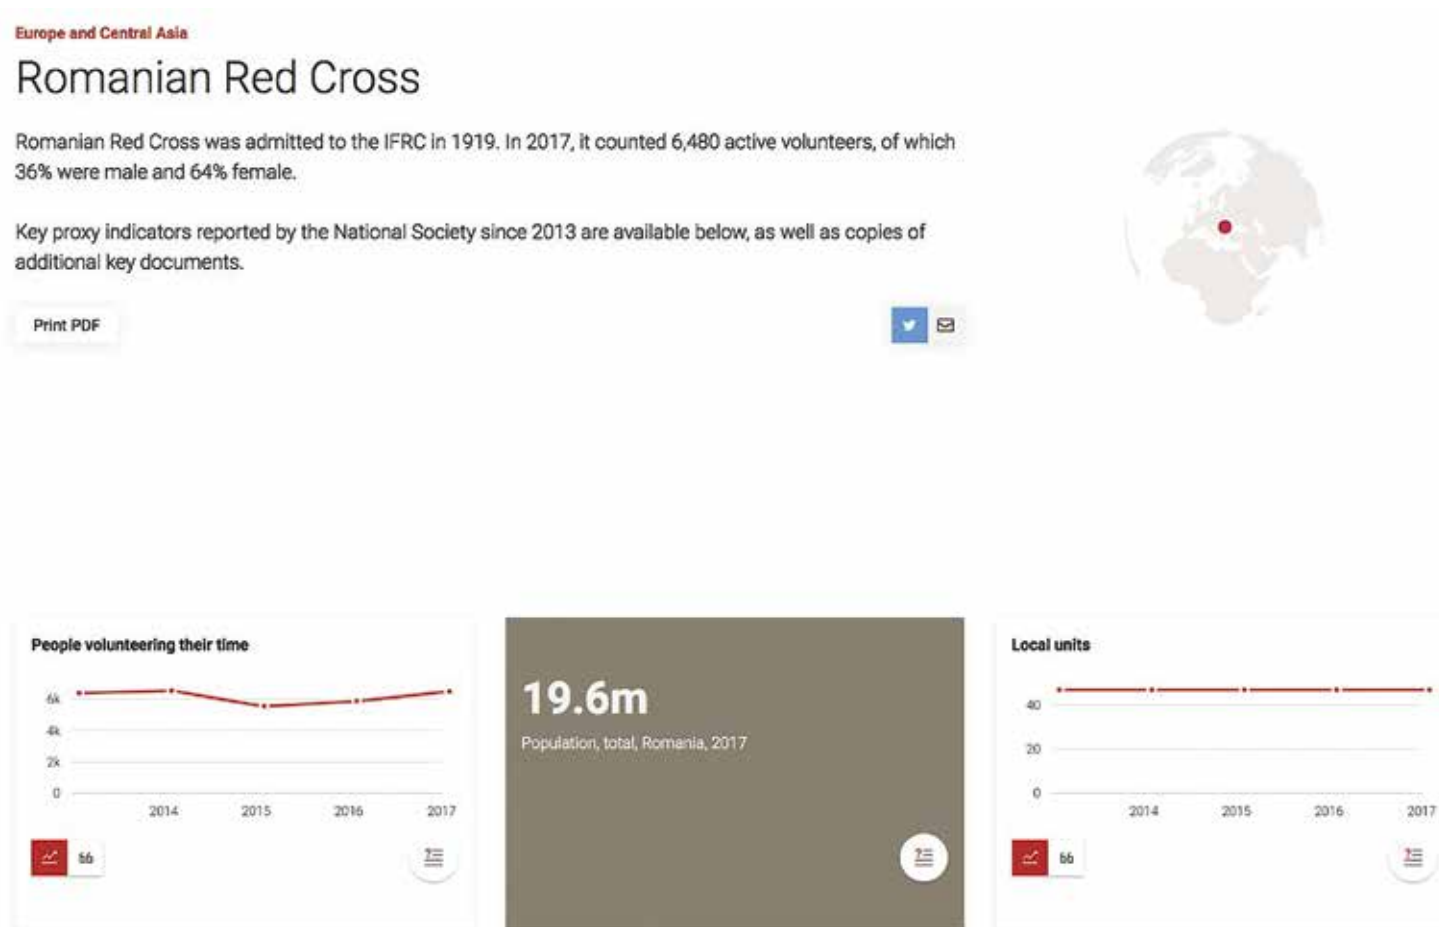 Europe and Central Asia
Romanian Red Cross
Romanian Red Cross was admitted to the IFRC in 1919. In 2017, it counted 6,480 active volunteers, of which
36% were male and 64% female.
Key proxy indicators reported by the National Society since 2013 are available below, as well as copies of
additional key documents.
Print PDF
People volunteering their time
6k
4k
2k
0
2014 2015 2016 2017
19.6m
Population, total, Romania, 2017
Local units
40
20
0
2014 2015 2016 2017